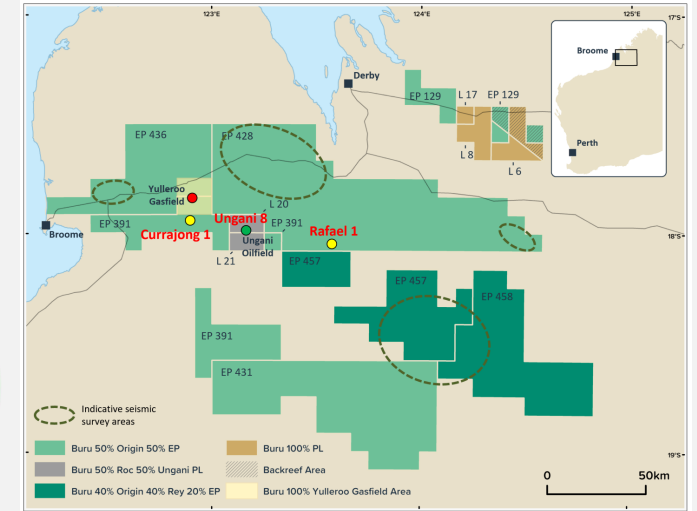 123°E
124°E
125°E
17°S
Broome
Perth
Derby
EP 129
L 17
EP 129
L 8
L 6
EP 436
EP 428
Yulleroo
Gasfield
L 20
EP 391
Ungani 8
EP 391
Rafael 1
Broome
Currajong 1
Ungani
Oilfield
18°S
L 21
EP 457
EP 457
EP 458
EP 391
EP 431
Indicative seismic
survey areas
Buru 50% Origin 50% EP
Buru 100% PL
Buru 50% Roc 50% Ungani PL
Backreef Area
Buru 40% Origin 40% Rey 20% EP
Buru 100% Yulleroo Gasfield Area
0
50km
19°S